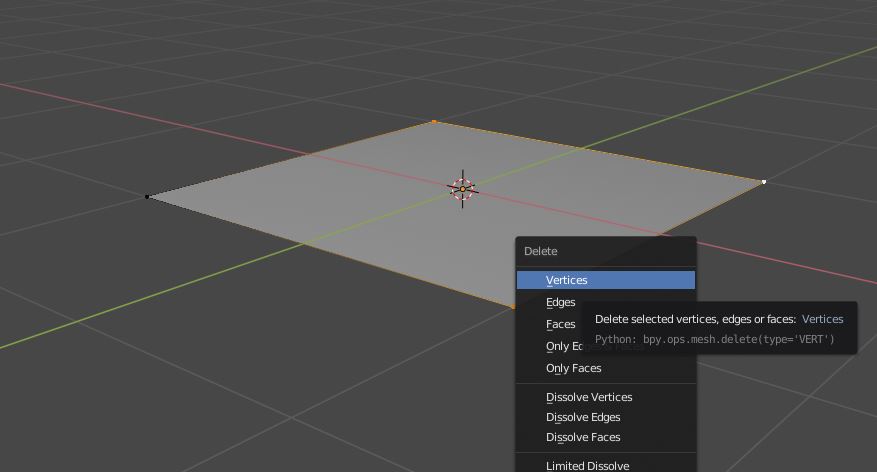 Delete
Vertices
Edges
Faces
Only Ed
Only Faces
Dissolve Vertices
Dissolve Edges
Dissolve Faces
Limited Dissolve
Delete selected vertices, edges or faces: Vertices
Python: bpy.ops.mesh.delete(type='VERT')